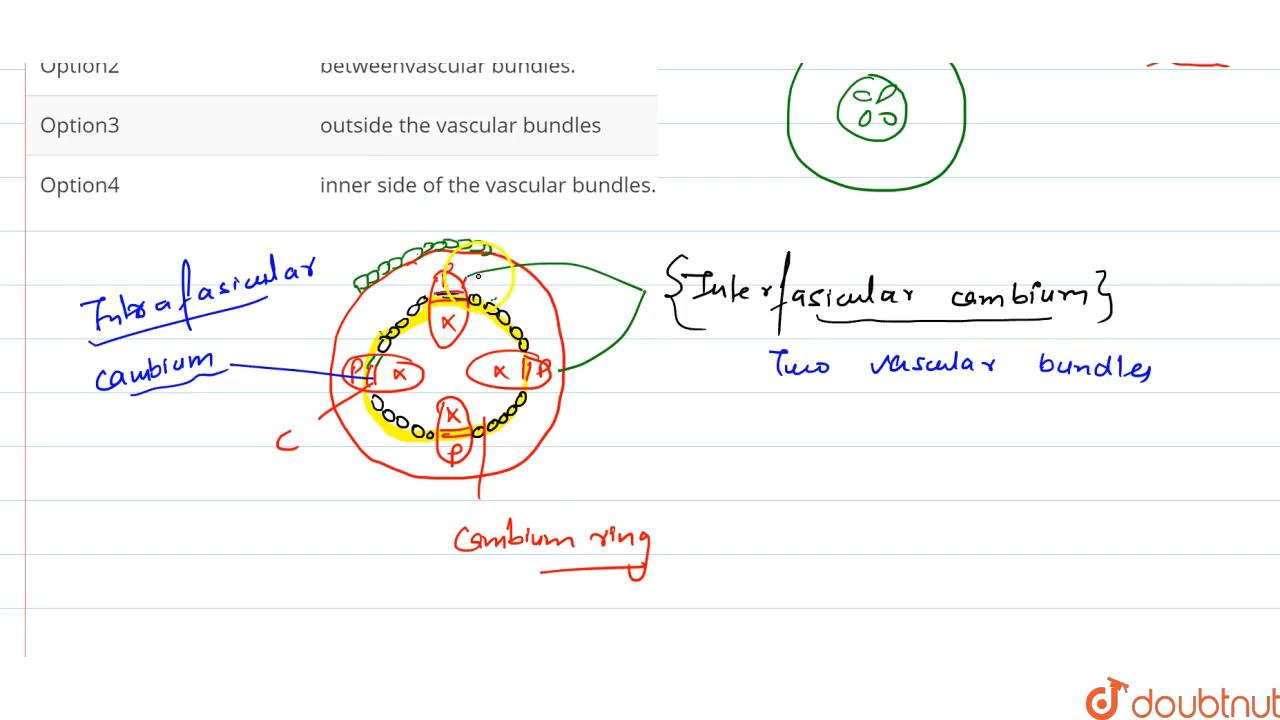 Option2 betweenvascular bundles.
Option3 outside the vascular bundles
Option4 inner side of the vascular bundles.
Intrafasicular
cambium
{Interfasicular cambium}
Two vascular bundles
P
X
P X
X P
X
P
C
Cambium ring
doubtnut